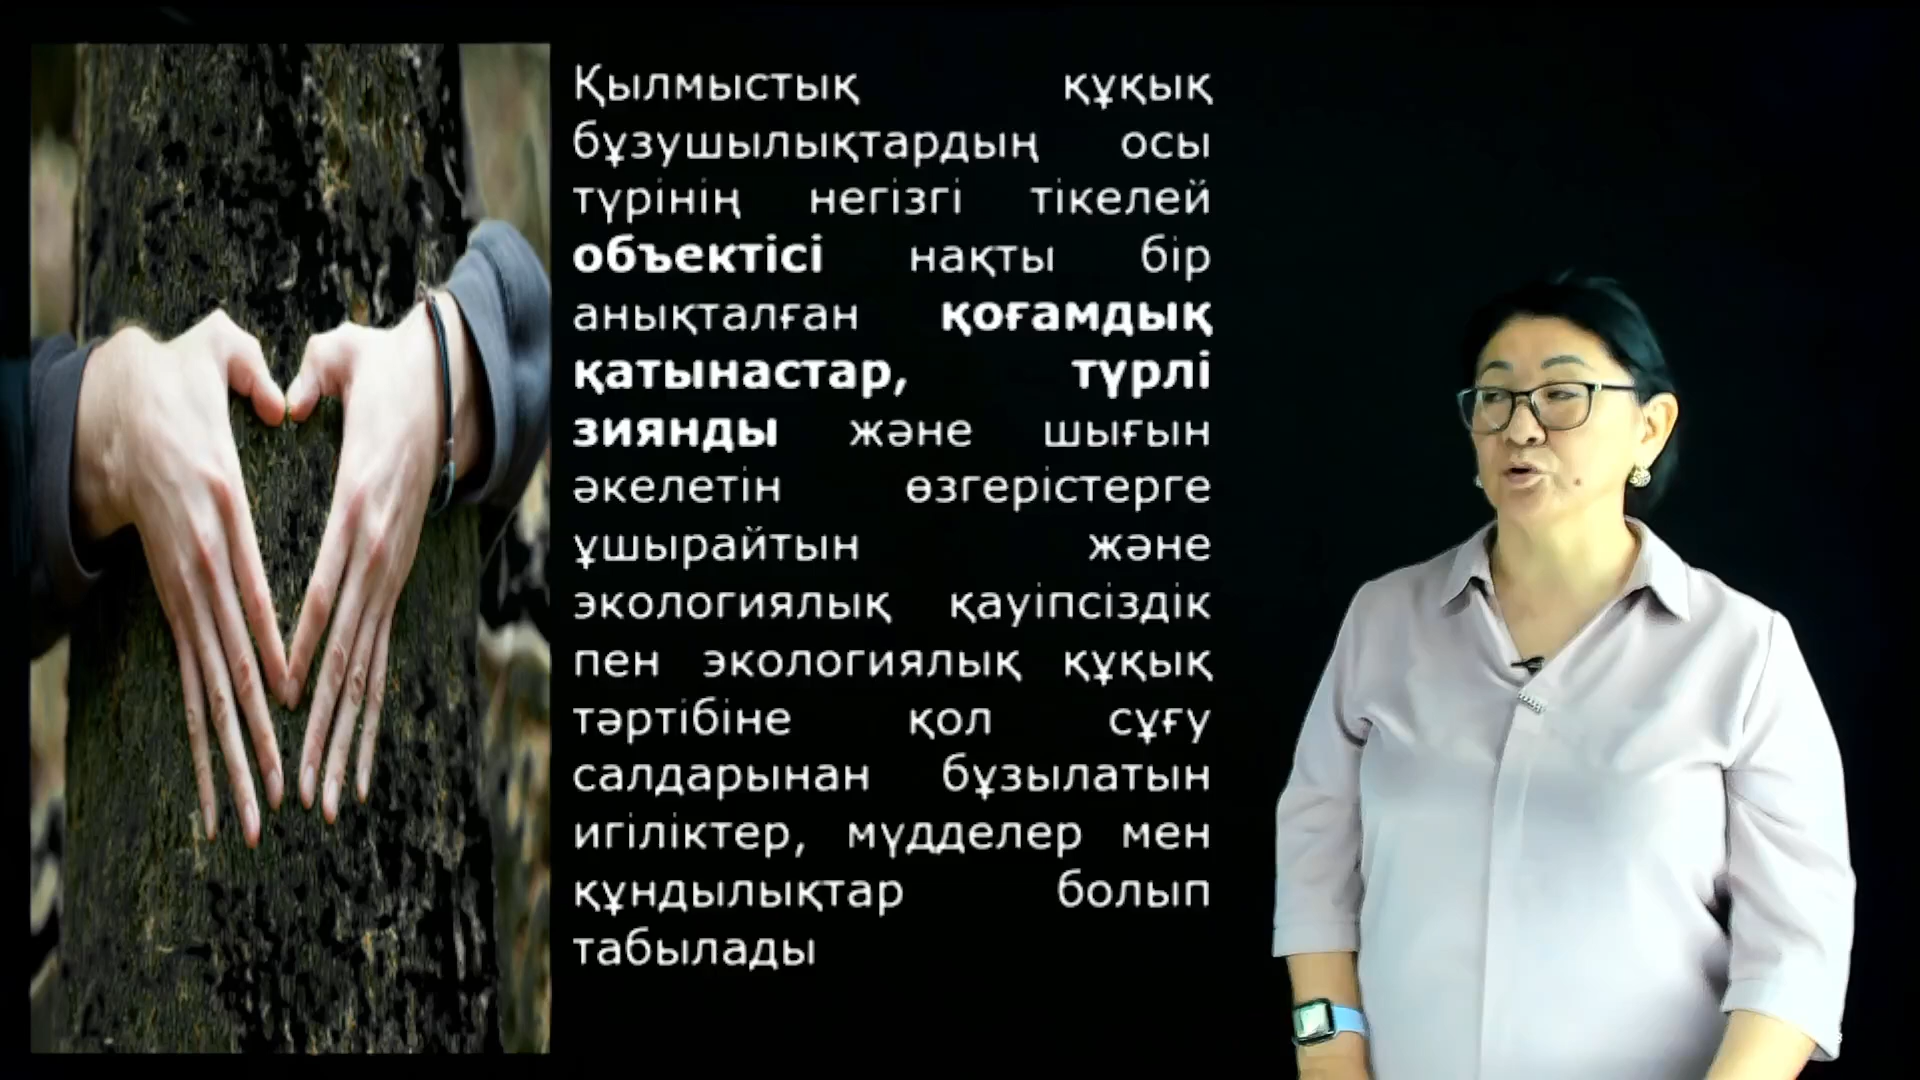 Қылмыстық құқық
бұзушылықтардың осы
түрінің негізгі тікелей
объектісі нақты бір
анықталған қоғамдық
қатынастар, түрлі
зиянды және шығын
әкелетін өзгерістерге
ұшырайтын және
экологиялық қауіпсіздік
пен экологиялық құқық
тәртібіне қол сұғу
салдарынан бұзылатын
игіліктер, мүдделер мен
құндылықтар болып
табылады